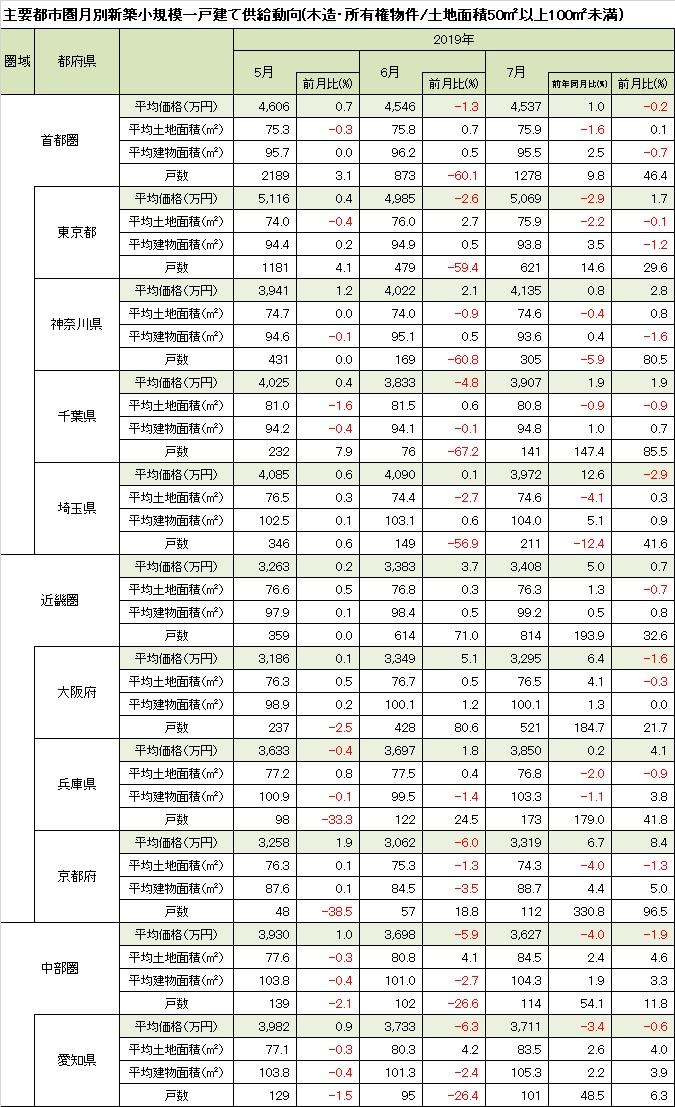 主要都市圏月別新築小規模一戸建て供給動向(木造・所有権物件/土地面積50㎡以上100㎡未満)
圏域 都府県 2019年
5月 前月比(%) 6月 前月比(%) 7月 前年同月比(%) 前月比(%)
首都圏
平均価格(万円) 4,606 0.7 4,546 -1.3 4,537 1.0 -0.2
平均土地面積(㎡) 75.3 -0.3 75.8 0.7 75.9 -1.6 0.1
平均建物面積(㎡) 95.7 0.0 96.2 0.5 95.5 2.5 -0.7
戸数 2189 3.1 873 -60.1 1278 9.8 46.4
東京都
平均価格(万円) 5,116 0.4 4,985 -2.6 5,069 -2.9 1.7
平均土地面積(㎡) 74.0 -0.4 76.0 2.7 75.9 -2.2 -0.1
平均建物面積(㎡) 94.4 0.2 94.9 0.5 93.8 3.5 -1.2
戸数 1181 4.1 479 -59.4 621 14.6 29.6
神奈川県
平均価格(万円) 3,941 1.2 4,022 2.1 4,135 0.8 2.8
平均土地面積(㎡) 74.7 0.0 74.0 -0.9 74.6 -0.4 0.8
平均建物面積(㎡) 94.6 -0.1 95.1 0.5 93.6 0.4 -1.6
戸数 431 0.0 169 -60.8 305 -5.9 80.5
千葉県
平均価格(万円) 4,025 0.4 3,833 -4.8 3,907 1.9 1.9
平均土地面積(㎡) 81.0 -1.6 81.5 0.6 80.8 -0.9 -0.9
平均建物面積(㎡) 94.2 -0.4 94.1 -0.1 94.8 1.0 0.7
戸数 232 7.9 76 -67.2 141 147.4 85.5
埼玉県
平均価格(万円) 4,085 0.6 4,090 0.1 3,972 12.6 -2.9
平均土地面積(㎡) 76.5 0.3 74.4 -2.7 74.6 -4.1 0.3
平均建物面積(㎡) 102.5 0.1 103.1 0.6 104.0 5.1 0.9
戸数 346 0.6 149 -56.9 211 -12.4 41.6
近畿圏
平均価格(万円) 3,263 0.2 3,383 3.7 3,408 5.0 0.7
平均土地面積(㎡) 76.6 0.5 76.8 0.3 76.3 1.3 -0.7
平均建物面積(㎡) 97.9 0.1 98.4 0.5 99.2 0.5 0.8
戸数 359 0.0 614 71.0 814 193.9 32.6
大阪府
平均価格(万円) 3,186 0.1 3,349 5.1 3,295 6.4 -1.6
平均土地面積(㎡) 76.3 0.5 76.7 0.5 76.5 4.1 -0.3
平均建物面積(㎡) 98.9 0.2 100.1 1.2 100.1 1.3 0.0
戸数 237 -2.5 428 80.6 521 184.7 21.7
兵庫県
平均価格(万円) 3,633 -0.4 3,697 1.8 3,850 0.2 4.1
平均土地面積(㎡) 77.2 0.8 77.5 0.4 76.8 -2.0 -0.9
平均建物面積(㎡) 100.9 -0.1 99.5 -1.4 103.3 -1.1 3.8
戸数 98 -33.3 122 24.5 173 179.0 41.8
京都府
平均価格(万円) 3,258 1.9 3,062 -6.0 3,319 6.7 8.4
平均土地面積(㎡) 76.3 0.1 75.3 -1.3 74.3 -4.0 -1.3
平均建物面積(㎡) 87.6 0.1 84.5 -3.5 88.7 4.4 5.0
戸数 48 -38.5 57 18.8 112 330.8 96.5
中部圏
平均価格(万円) 3,930 1.0 3,698 -5.9 3,627 -4.0 -1.9
平均土地面積(㎡) 77.6 -0.3 80.8 4.1 84.5 2.4 4.6
平均建物面積(㎡) 103.8 -0.4 101.0 -2.7 104.3 1.9 3.3
戸数 139 -2.1 102 -26.6 114 54.1 11.8
愛知県
平均価格(万円) 3,982 0.9 3,733 -6.3 3,711 -3.4 -0.6
平均土地面積(㎡) 77.1 -0.3 80.3 4.2 83.5 2.6 4.0
平均建物面積(㎡) 103.8 -0.4 101.3 -2.4 105.3 2.2 3.9
戸数 129 -1.5 95 -26.4 101 48.5 6.3